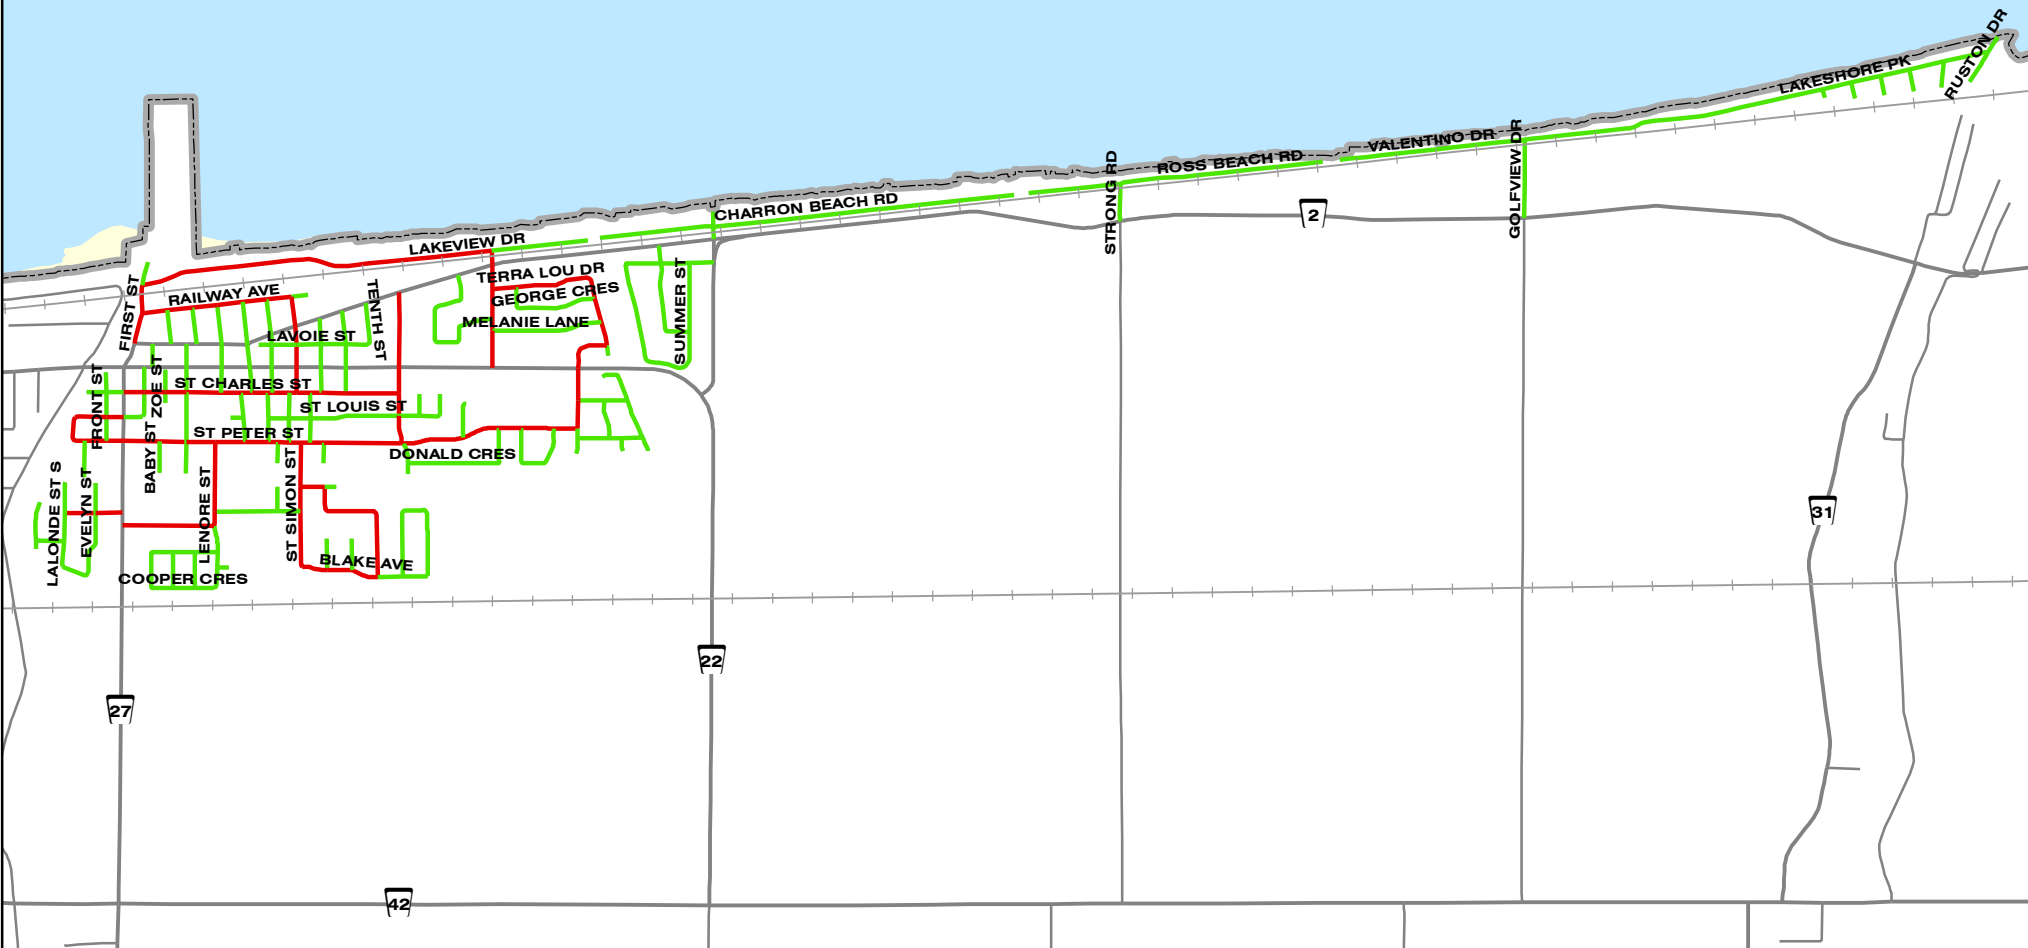 RUSTON DR
LAKESHORE PK
GOLFVIEW DR
VALENTINO DR
STRONG RD
ROSS BEACH RD
2
CHARRON BEACH RD
LAKEVIEW DR
TERRA LOU DR
GEORGE CRES
MELANIE LANE
SUMMER ST
TENTH ST
RAILWAY AVE
FIRST ST
LAVOIE ST
ZOE ST
ST CHARLES ST
FRONT ST
ST LOUIS ST
ST PETER ST
BABY ST
DONALD CRES
LALONDE ST S
EVELYN ST
LENORE ST
ST SIMON ST
BLAKE AVE
COOPER CRES
31
22
27
42